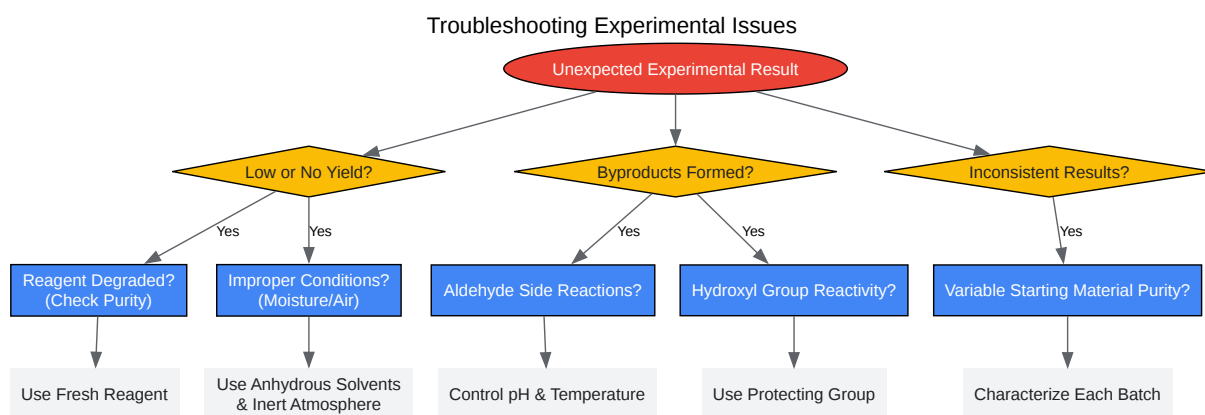 Troubleshooting Experimental Issues
Unexpected Experimental Result
Low or No Yield?
Byproducts Formed?
Inconsistent Results?
Yes
Yes
Yes
Yes
Yes
Reagent Degraded?
(Check Purity)
Improper Conditions?
(Moisture/Air)
Aldehyde Side Reactions?
Hydroxyl Group Reactivity?
Variable Starting Material Purity?
Use Fresh Reagent
Use Anhydrous Solvents
& Inert Atmosphere
Control pH & Temperature
Use Protecting Group
Characterize Each Batch